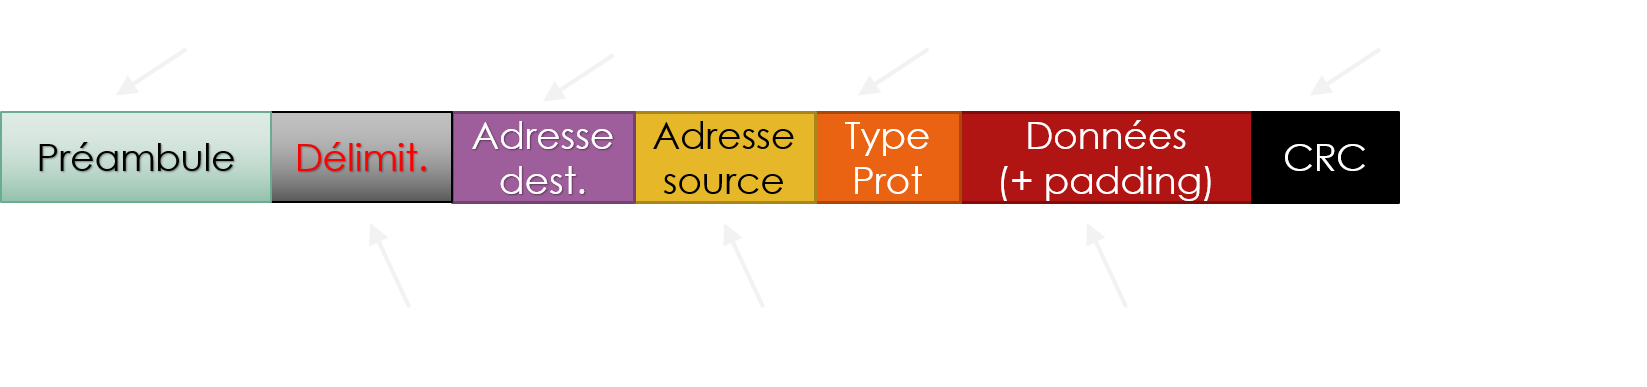 Préambule
Délimit.
Adresse
dest.
Adresse
source
Type
Prot
Données
(+ padding)
CRC